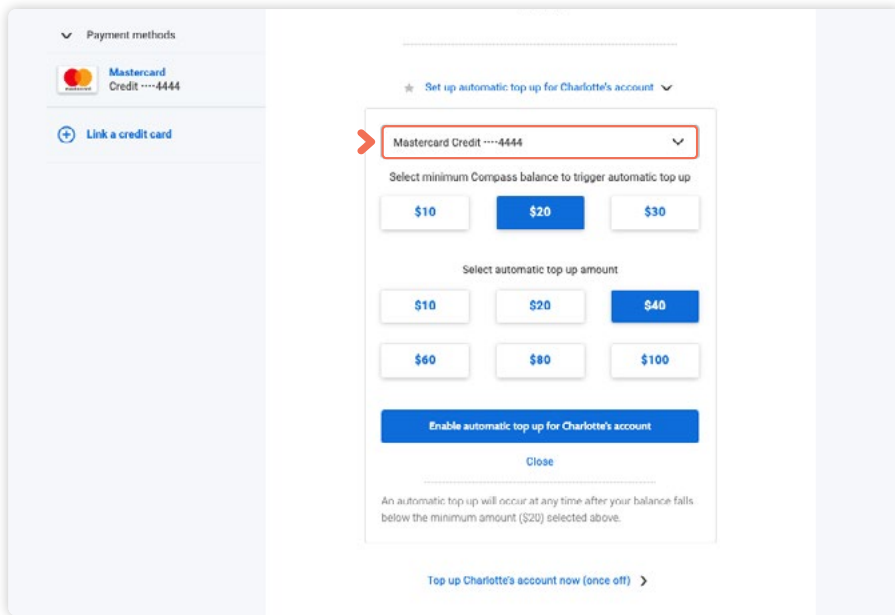 Payment methods
Mastercard
Credit ····4444
Link a credit card
Set up automatic top up for Charlotte's account
Mastercard Credit ····4444
Select minimum Compass balance to trigger automatic top up
$10 $20 $30
Select automatic top up amount
$10 $20 $40
$60 $80 $100
Enable automatic top up for Charlotte's account
Close
An automatic top up will occur at any time after your balance falls
below the minimum amount ($20) selected above.
Top up Charlotte's account now (once off)